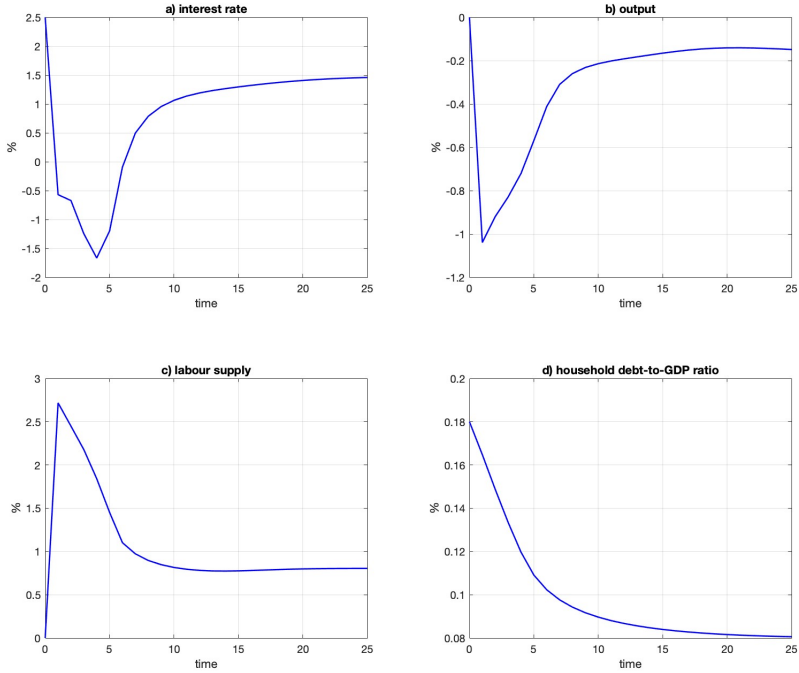 a) interest rate
2.5
2
1.5
1
0.5
0
-0.5
-1
-1.5
-2
%
0 5 10 15 20 25
time
b) output
0
-0.2
-0.4
-0.6
-0.8
-1
-1.2
%
0 5 10 15 20 25
time
c) labour supply
3
2.5
2
1.5
1
0.5
0
%
0 5 10 15 20 25
time
d) household debt-to-GDP ratio
0.2
0.18
0.16
0.14
0.12
0.1
0.08
%
0 5 10 15 20 25
time